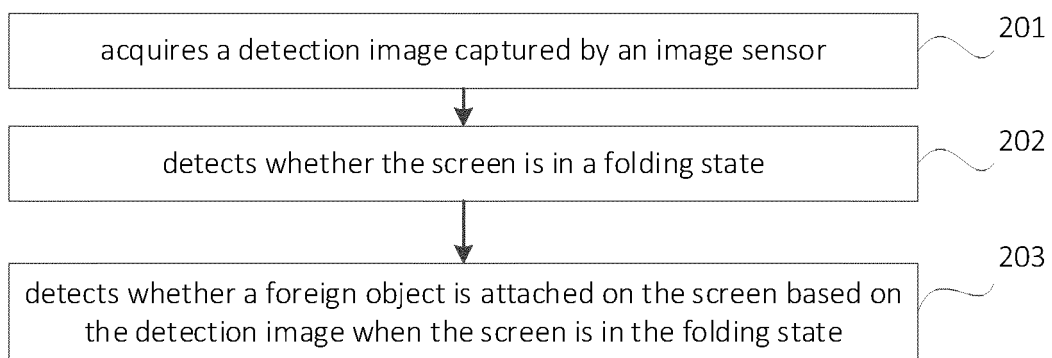 acquires a detection image captured by an image sensor
201
detects whether the screen is in a folding state
202
detects whether a foreign object is attached on the screen based on
the detection image when the screen is in the folding state
203